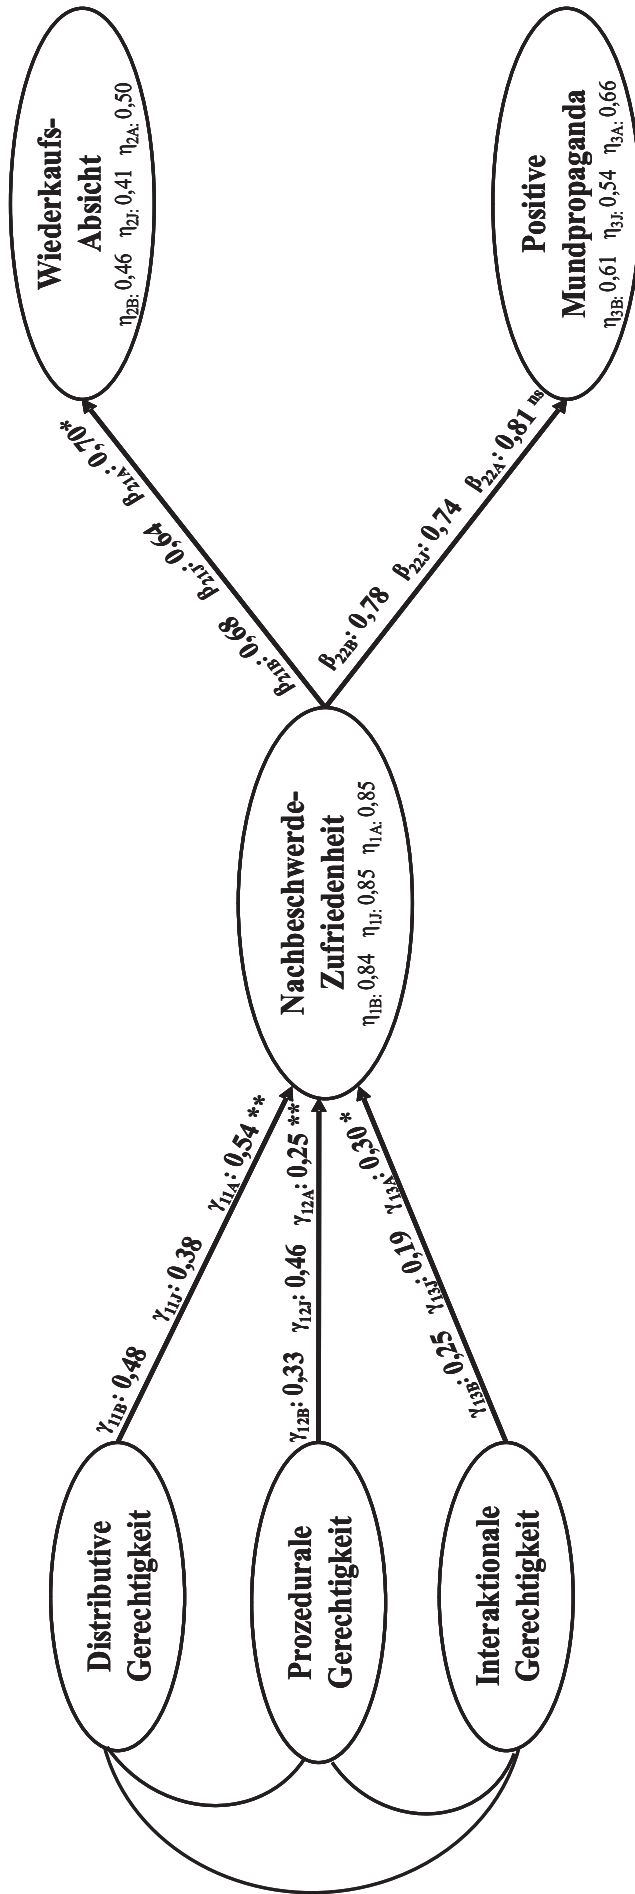 Distributive
Gerechtigkeit
Prozedurale
Gerechtigkeit
Interaktionale
Gerechtigkeit
γ11B: 0,48 γ11J: 0,38 γ11A: 0,54 **
γ12B: 0,33 γ12J: 0,46 γ12A: 0,25 **
γ13B: 0,25 γ13J: 0,19 γ13A: 0,30 *
Nachbeschwerde-
Zufriedenheit
η1B: 0,84 η1J: 0,85 η1A: 0,85
β21B: 0,68 β21J: 0,64 β21A: 0,70*
β22B: 0,78 β22J: 0,74 β22A: 0,81 ns
Wiederkaufs-
Absicht
η2B: 0,46 η2J: 0,41 η2A: 0,50
Positive
Mundpropaganda
η3B: 0,61 η3J: 0,54 η3A: 0,66